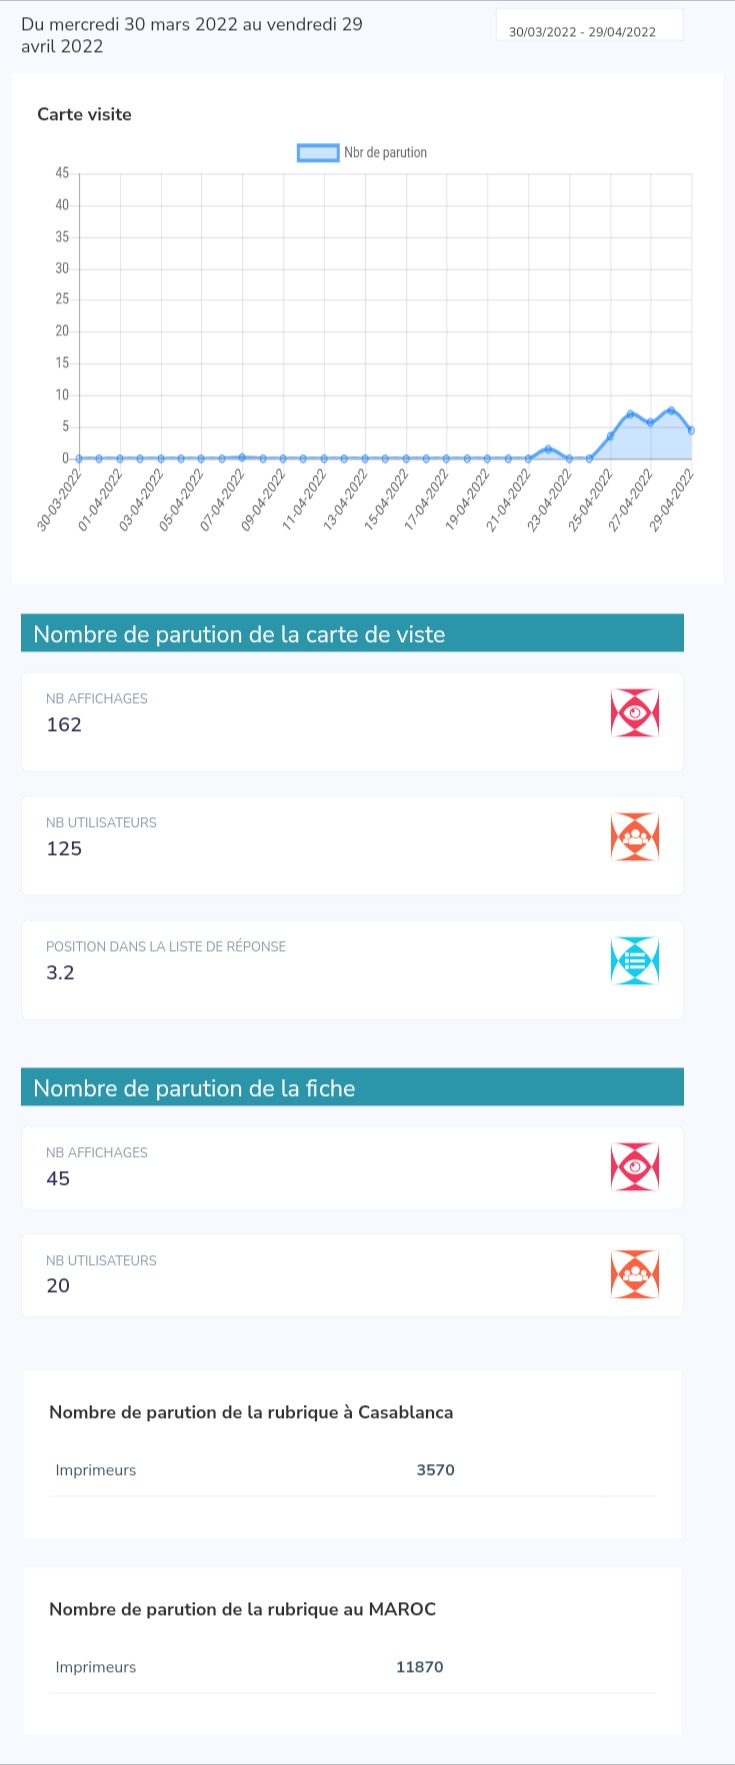 Du mercredi 30 mars 2022 au vendredi 29
avril 2022
30/03/2022 - 29/04/2022
Carte visite
Nbr de parution
45
40
35
30
25
20
15
10
5
0
30-03-2022
01-04-2022
03-04-2022
05-04-2022
07-04-2022
09-04-2022
11-04-2022
13-04-2022
15-04-2022
17-04-2022
19-04-2022
21-04-2022
23-04-2022
25-04-2022
27-04-2022
29-04-2022
Nombre de parution de la carte de viste
NB AFFICHAGES
162
NB UTILISATEURS
125
POSITION DANS LA LISTE DE RÉPONSE
3.2
Nombre de parution de la fiche
NB AFFICHAGES
45
NB UTILISATEURS
20
Nombre de parution de la rubrique à Casablanca
Imprimeurs 3570
Nombre de parution de la rubrique au MAROC
Imprimeurs 11870